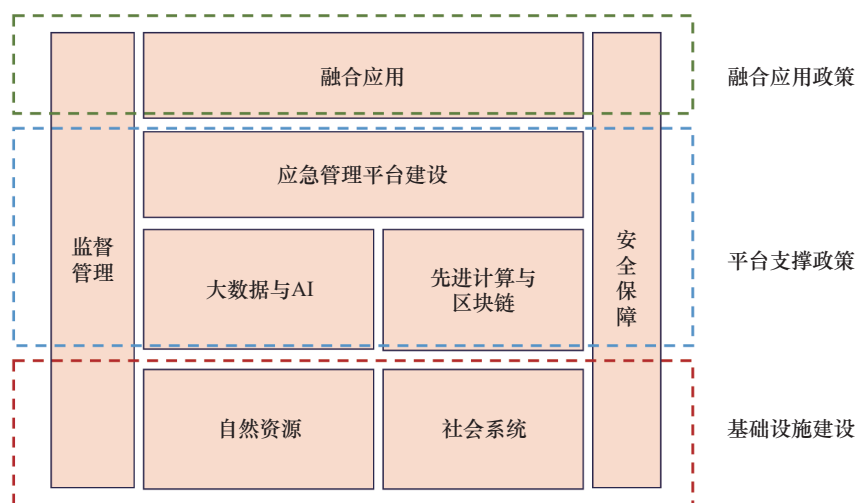 融合应用
融合应用政策
应急管理平台建设
监督
管理
大数据与AI
先进计算与
区块链
安
全
保
障
平台支撑政策
自然资源
社会系统
基础设施建设